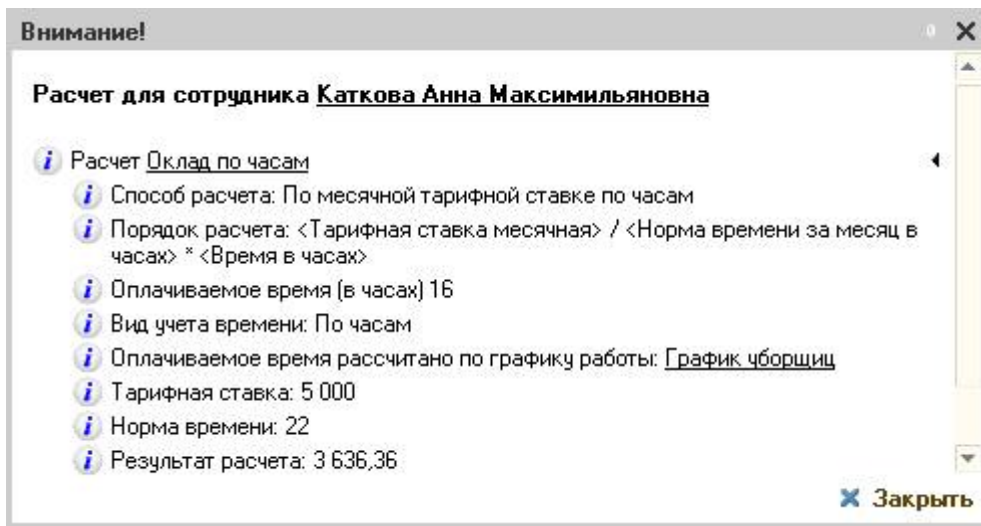 Внимание!
Расчет для сотрудника Каткова Анна Максимильяновна
Расчет Оклад по часам
Способ расчета: По месячной тарифной ставке по часам
Порядок расчета: <Тарифная ставка месячная> / <Норма времени за месяц в
часах> * <Время в часах>
Оплачиваемое время (в часах) 16
Вид учета времени: По часам
Оплачиваемое время рассчитано по графику работы: График уборщиц
Тарифная ставка: 5 000
Норма времени: 22
Результат расчета: 3 636,36
Закрыть